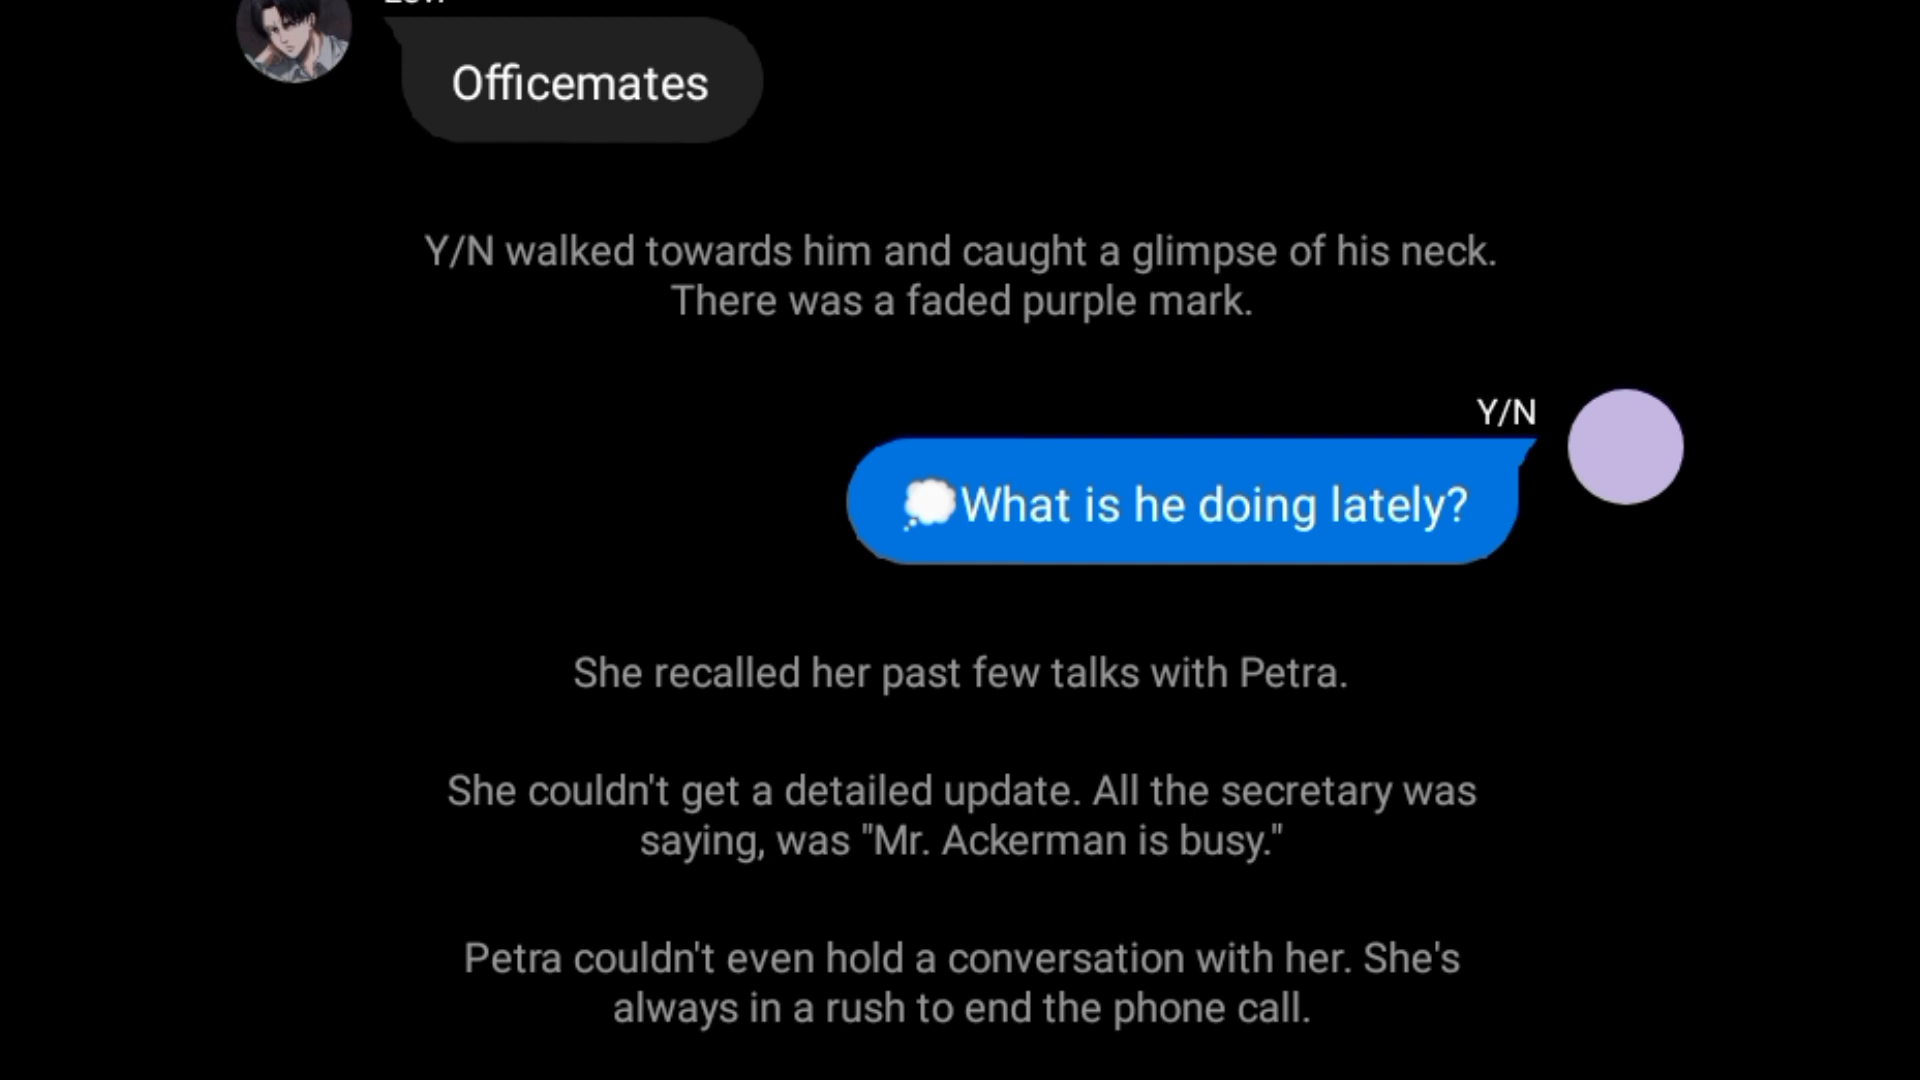 Officemates
Y/N walked towards him and caught a glimpse of his neck.
There was a faded purple mark.
Y/N
💭What is he doing lately?
She recalled her past few talks with Petra.
She couldn't get a detailed update. All the secretary was
saying, was "Mr. Ackerman is busy."
Petra couldn't even hold a conversation with her. She's
always in a rush to end the phone call.